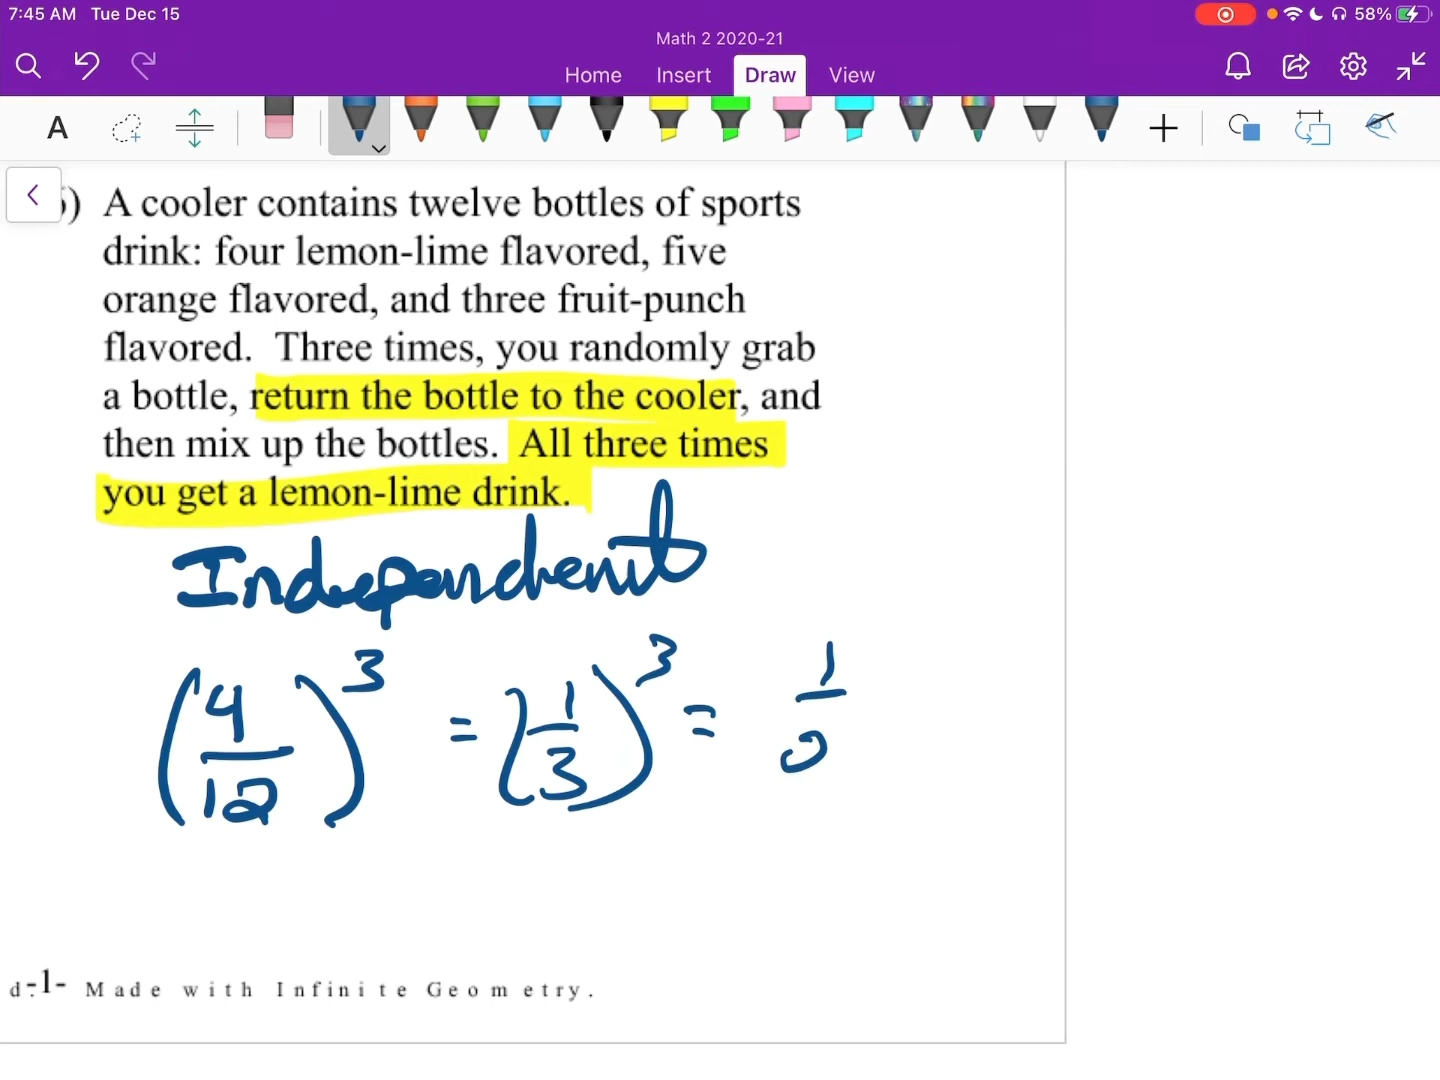 7:45 AM Tue Dec 15
58%
Math 2 2020-21
Home Insert Draw View
A
) A cooler contains twelve bottles of sports
drink: four lemon-lime flavored, five
orange flavored, and three fruit-punch
flavored. Three times, you randomly grab
a bottle, return the bottle to the cooler, and
then mix up the bottles. All three times
you get a lemon-lime drink.
Independent
(4/12)³ = (1/3)³ = 1/
d. -1- Made with Infinite Geometry.